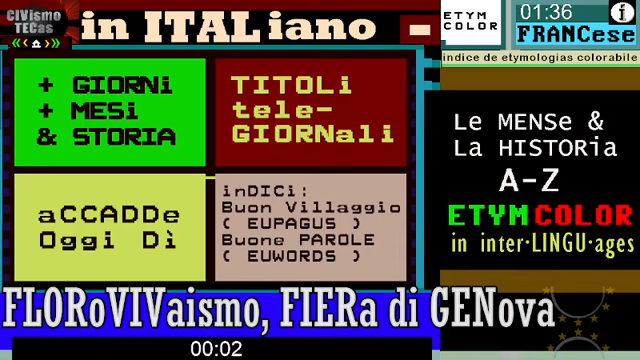 CIVismo
TECas
in ITALiano
ETYM
COLOR
01:36
i
FRANCese
indice de etymologias colorabile
+ GIORNi
+ MESi
& STORIA
TITOLi
tele-
GIORNali
aCCADDe
Oggi Dì
inDICi:
Buon Villaggio
( EUPAGUS )
Buone PAROLE
( EUWORDS )
Le MENSe &
La HISTORia
A-Z
ETYMCOLOR
in inter·LINGU·ages
FLORoVIVaismo, FIERa di GENova
00:02